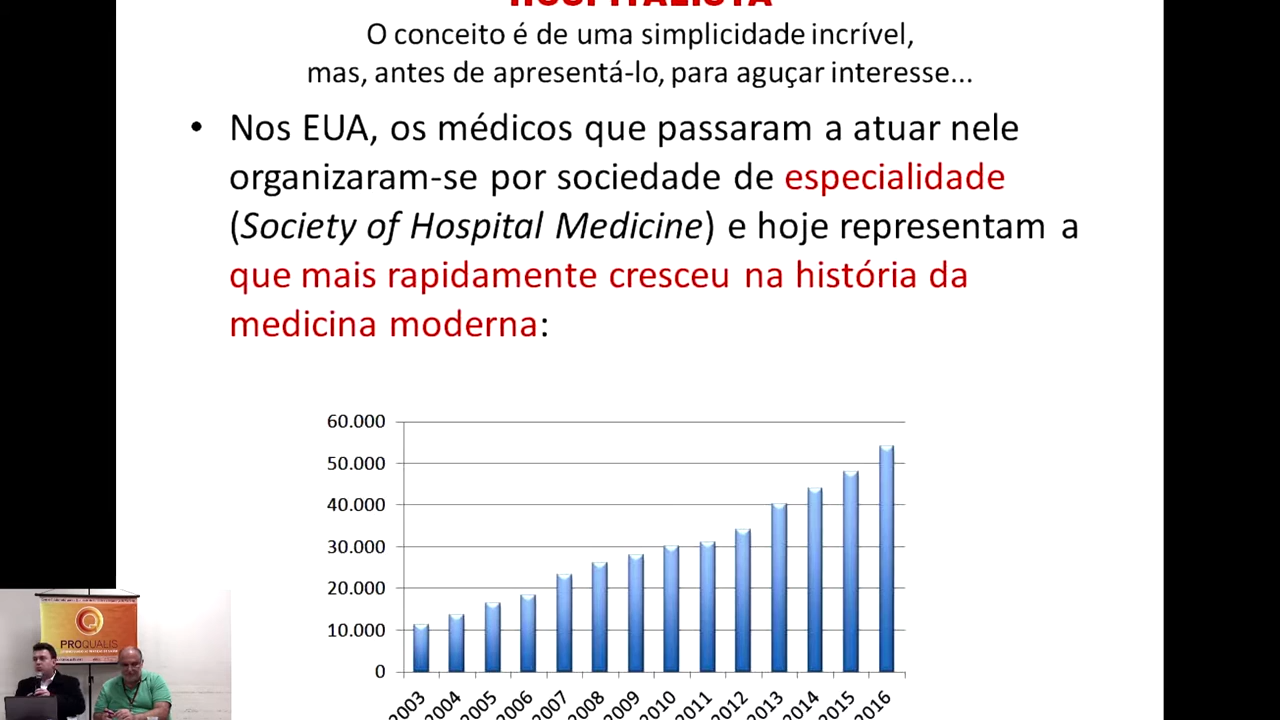 HOSPITALISTA
O conceito é de uma simplicidade incrível,
mas, antes de apresentá-lo, para aguçar interesse...
• Nos EUA, os médicos que passaram a atuar nele
organizaram-se por sociedade de especialidade
(Society of Hospital Medicine) e hoje representam a
que mais rapidamente cresceu na história da
medicina moderna:
60.000
50.000
40.000
30.000
20.000
10.000
0
2003 2004 2005 2006 2007 2008 2009 2010 2011 2012 2013 2014 2015 2016
PROQUALIS